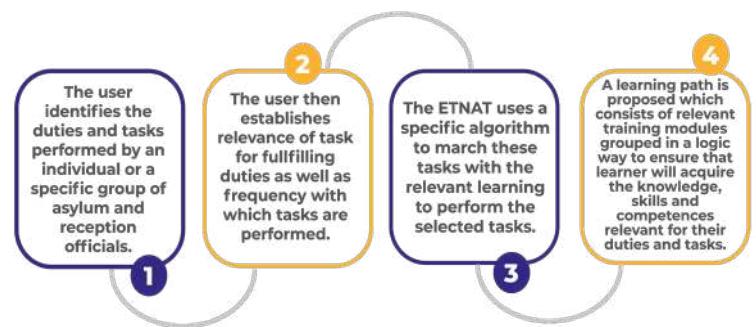 The user
identifies the
duties and tasks
performed by an
individual or a
specific group of
asylum and
reception
officials.
1
2
The user then
establishes
relevance of task
for fullfilling
duties as well as
frequency with
which tasks are
performed.
The ETNAT uses a
specific algorithm
to march these
tasks with the
relevant learning
to perform the
selected tasks.
3
4
A learning path is
proposed which
consists of relevant
training modules
grouped in a logic
way to ensure that
learner will acquire
the knowledge,
skills and
competences
relevant for their
duties and tasks.